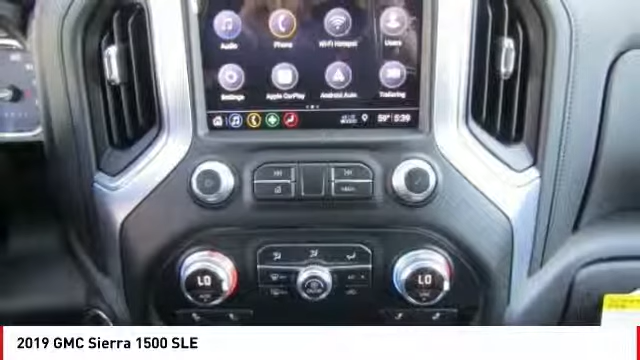 Audio Phone Wi-Fi Hotspot Users
Settings Apple CarPlay Android Auto Trailering
59° 5:39
LO LO
2019 GMC Sierra 1500 SLE